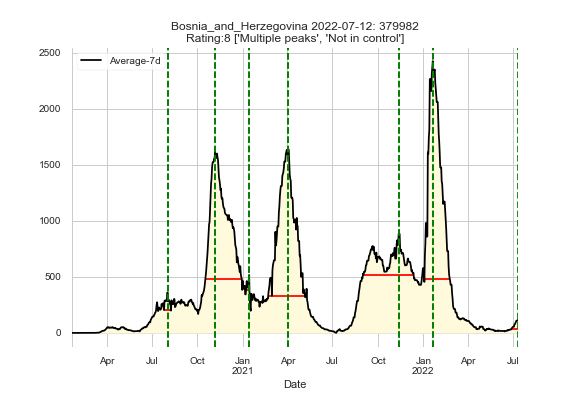 Bosnia_and_Herzegovina 2022-07-12: 379982
Rating:8 ['Multiple peaks', 'Not in control']
Average-7d
2500
2000
1500
1000
500
0
Apr Jul Oct Jan Apr Jul Oct Jan Apr Jul
2021 2022
Date